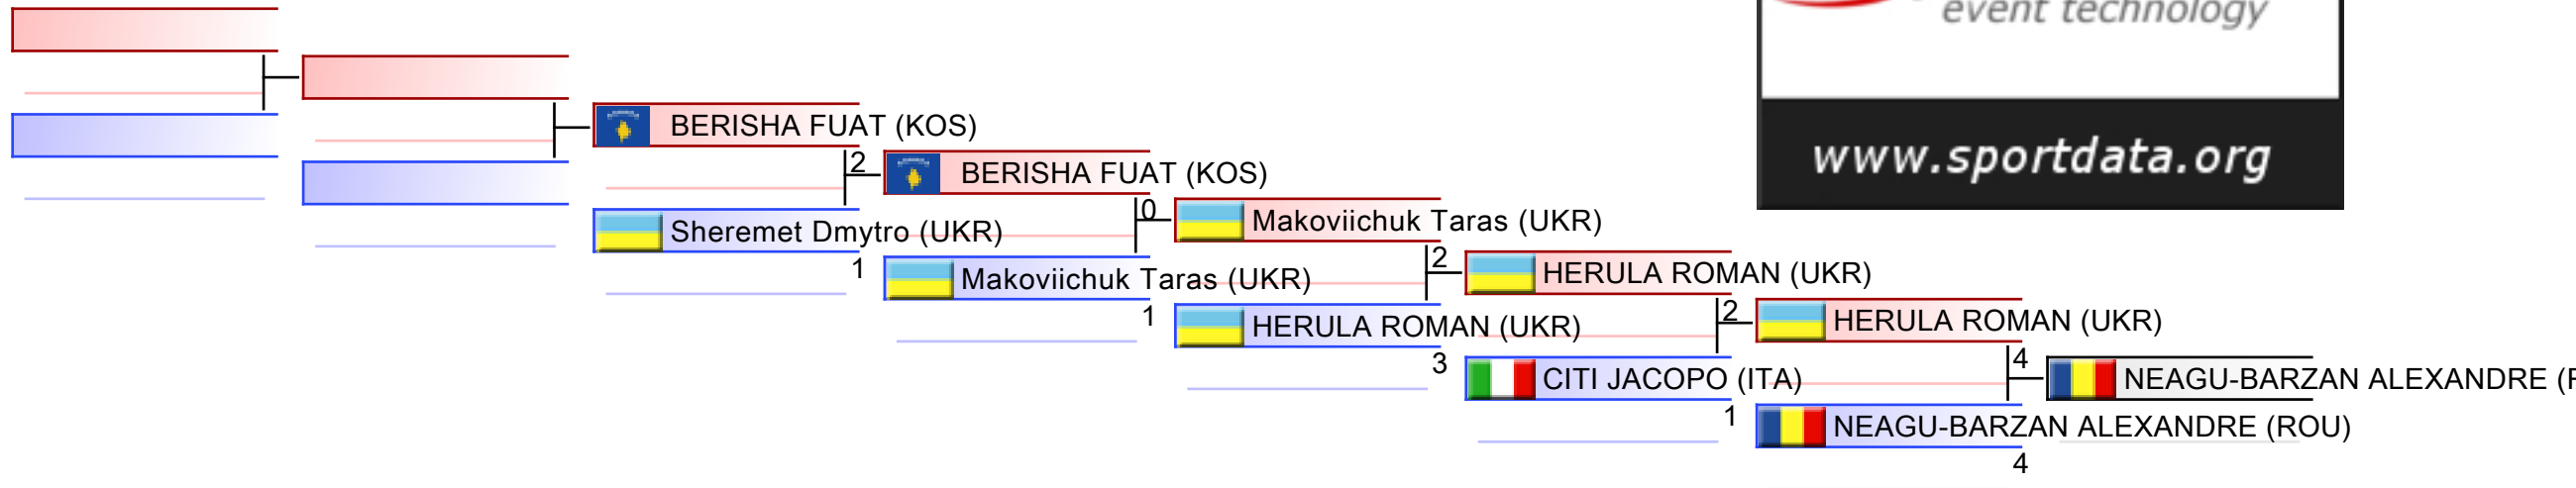 event technology
www.sportdata.org
BERISHA FUAT (KOS)
2
BERISHA FUAT (KOS)
Sheremet Dmytro (UKR)
1
0
Makoviichuk Taras (UKR)
Makoviichuk Taras (UKR)
1
2
HERULA ROMAN (UKR)
HERULA ROMAN (UKR)
3
2
HERULA ROMAN (UKR)
CITI JACOPO (ITA)
1
4
NEAGU-BARZAN ALEXANDRE (
NEAGU-BARZAN ALEXANDRE (ROU)
4